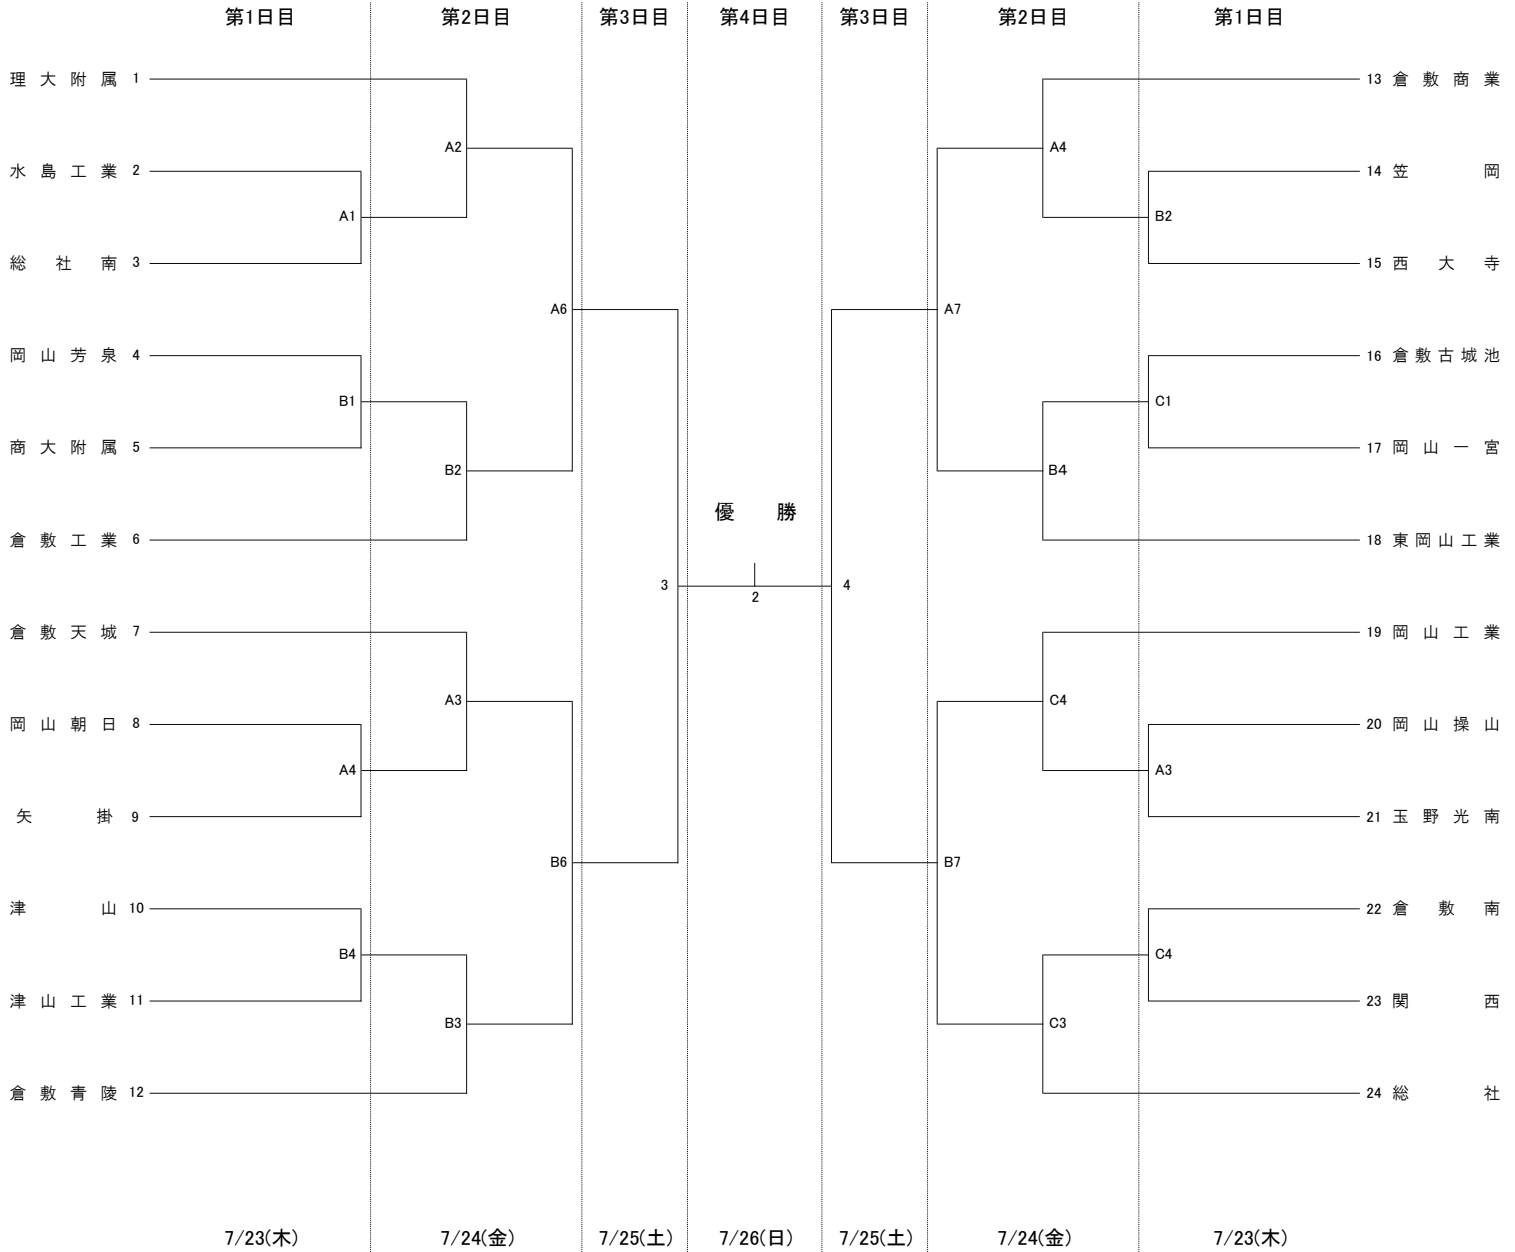 第1日目 第2日目 第3日目 第4日目 第3日目 第2日目 第1日目
理大附属 1 13 倉敷商業
A2 A4
水島工業 2 14 笠岡
A1 B2
総社南 3 15 西大寺
A6 A7
岡山芳泉 4 16 倉敷古城池
B1 C1
商大附属 5 17 岡山一宮
B2 B4
優勝
倉敷工業 6 18 東岡山工業
3 2 4
倉敷天城 7 19 岡山工業
A3 C4
岡山朝日 8 20 岡山操山
A4 A3
矢掛 9 21 玉野光南
B6 B7
津山 10 22 倉敷南
B4 C4
津山工業 11 23 関西
B3 C3
倉敷青陵 12 24 総社
7/23(木) 7/24(金) 7/25(土) 7/26(日) 7/25(土) 7/24(金) 7/23(木)